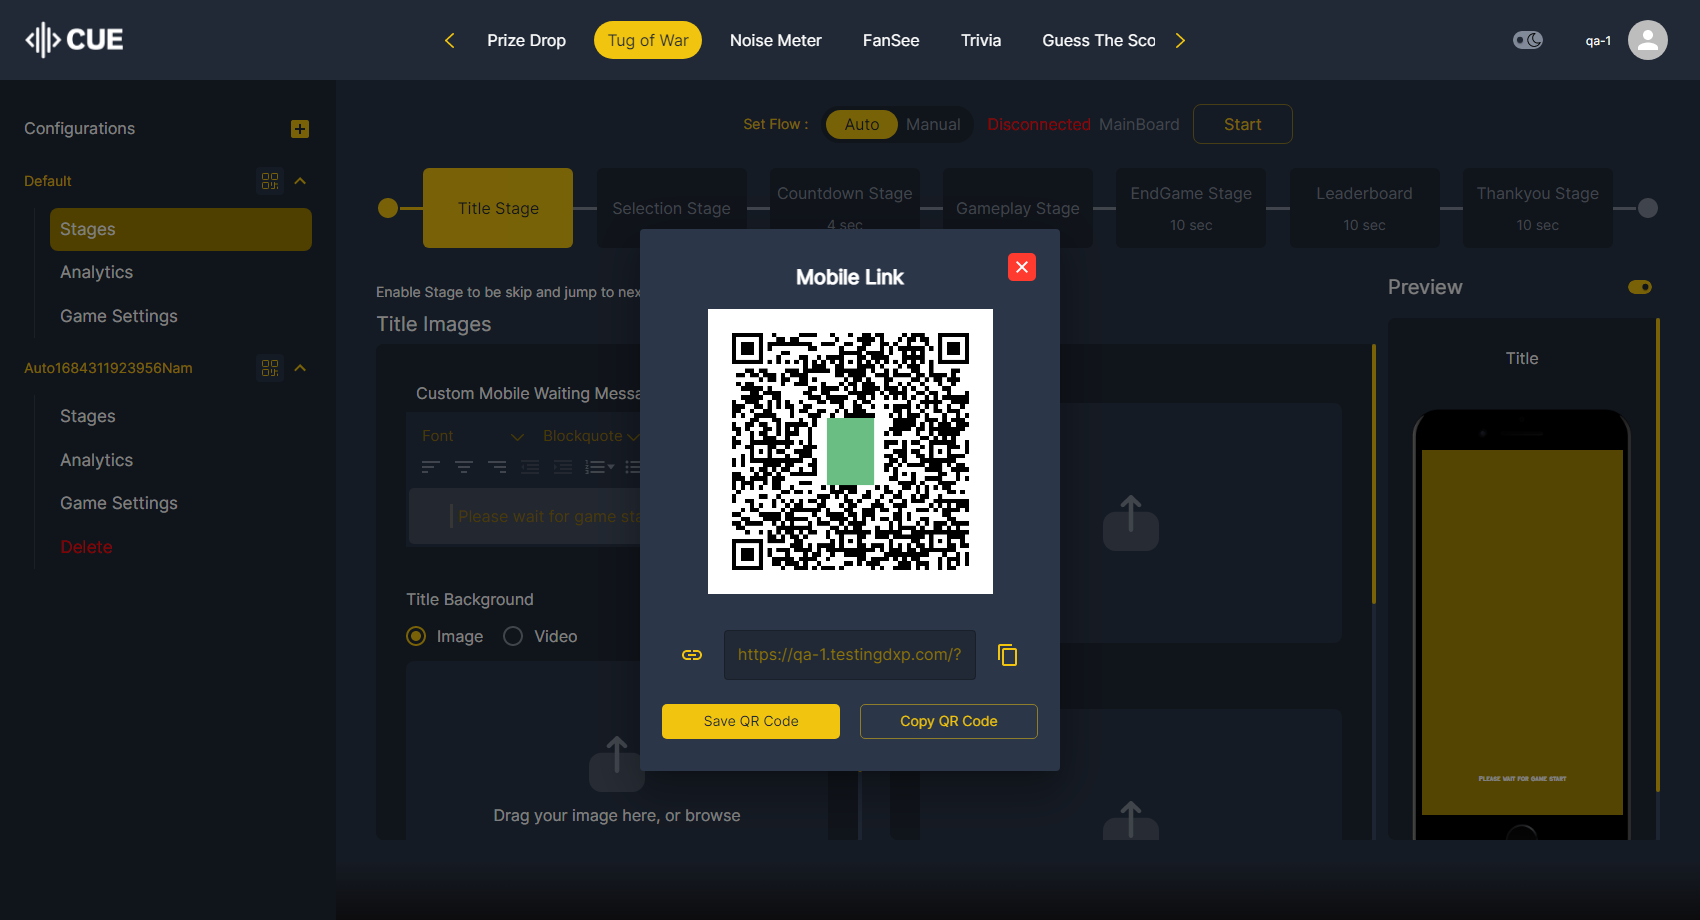 CUE
Prize Drop
Tug of War
Noise Meter
FanSee
Trivia
Guess The Sco
qa-1
Configurations
Default
Stages
Analytics
Game Settings
Auto1684311923956Nam
Stages
Analytics
Game Settings
Delete
Set Flow :
Auto
Manual
Disconnected MainBoard
Start
Title Stage
Selection Stage
Countdown Stage
4 sec
Gameplay Stage
EndGame Stage
10 sec
Leaderboard
10 sec
Thankyou Stage
10 sec
Enable Stage to be skip and jump to nex
Title Images
Custom Mobile Waiting Messa
Font
Blockquote
Please wait for game sta
Title Background
Image
Video
Drag your image here, or browse
Mobile Link
https://qa-1.testingdxp.com/?
Save QR Code
Copy QR Code
Preview
Title
Please wait for game start